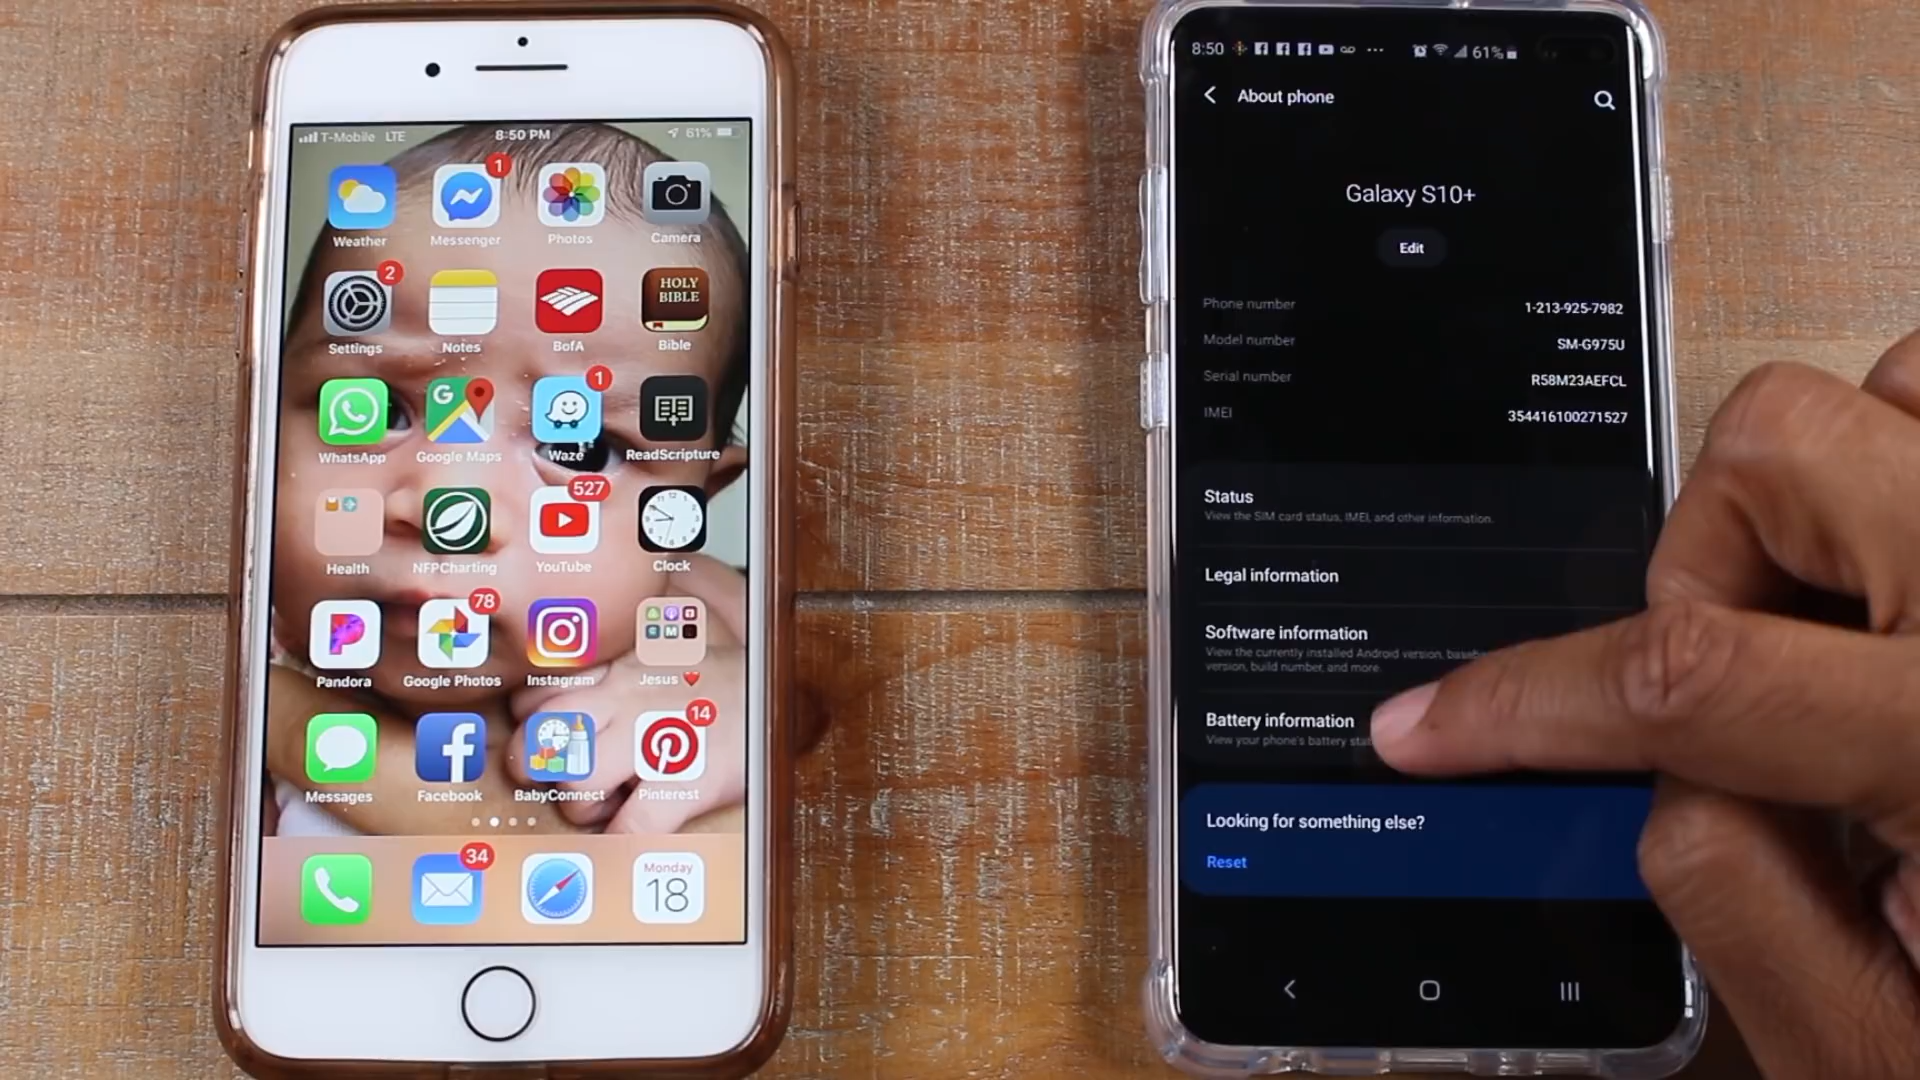 T-Mobile LTE
8:50 PM
61%
1
Weather
Messenger
Photos
Camera
2
HOLY
BIBLE
Settings
Notes
BofA
Bible
1
G
WhatsApp
Google Maps
Waze
ReadScripture
527
Health
NFPCharting
YouTube
Clock
78
Pandora
Google Photos
Instagram
Jesus ❤️
14
Messages
Facebook
BabyConnect
Pinterest
34
Monday
18
8:50
61%
About phone
Galaxy S10+
Edit
Phone number 1-213-925-7982
Model number SM-G975U
Serial number R58M23AEFCL
IMEI 354416100271527
Status
View the SIM card status, IMEI, and other information.
Legal information
Software information
View the currently installed Android version,
version, build number, and more.
Battery information
View your phone's battery
Looking for something else?
Reset